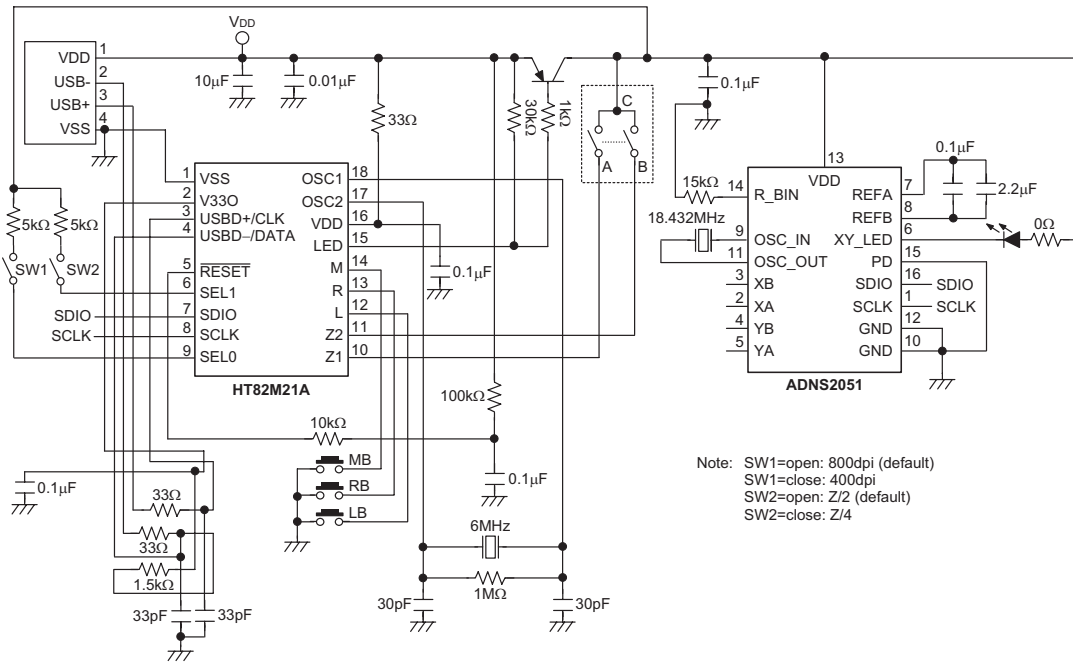 VDD
1
VDD
2
USB-
3
USB+
4
VSS
10μF
0.01μF
33Ω
30kΩ
1kΩ
C
A
B
0.1μF
15kΩ
18.432MHz
5kΩ
5kΩ
SW1
SW2
1 VSS
2 V33O
3 USBD+/CLK
4 USBD−/DATA
5 RESET
6 SEL1
SDIO 7 SDIO
SCLK 8 SCLK
9 SEL0
OSC1 18
OSC2 17
VDD 16
LED 15
M 14
R 13
L 12
Z2 11
Z1 10
HT82M21A
0.1μF
14 R_BIN
9 OSC_IN
11 OSC_OUT
3 XB
2 XA
4 YB
5 YA
13
VDD
REFA 7
REFB 8
XY_LED 6
PD 15
SDIO 16 SDIO
SCLK 1 SCLK
GND 12
GND 10
ADNS2051
0.1μF
2.2μF
0Ω
100kΩ
10kΩ
0.1μF
MB
RB
LB
6MHz
1MΩ
30pF
30pF
0.1μF
33Ω
33Ω
1.5kΩ
33pF
33pF
Note: SW1=open: 800dpi (default)
SW1=close: 400dpi
SW2=open: Z/2 (default)
SW2=close: Z/4